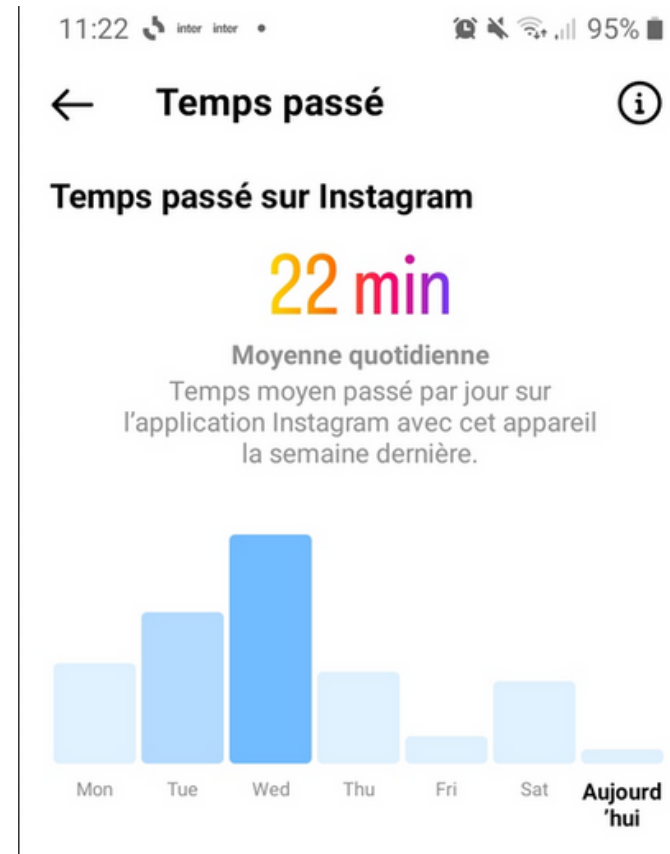 11:22 inter inter • 95%
Temps passé
Temps passé sur Instagram
22 min
Moyenne quotidienne
Temps moyen passé par jour sur
l'application Instagram avec cet appareil
la semaine dernière.
Mon Tue Wed Thu Fri Sat Aujourd
'hui